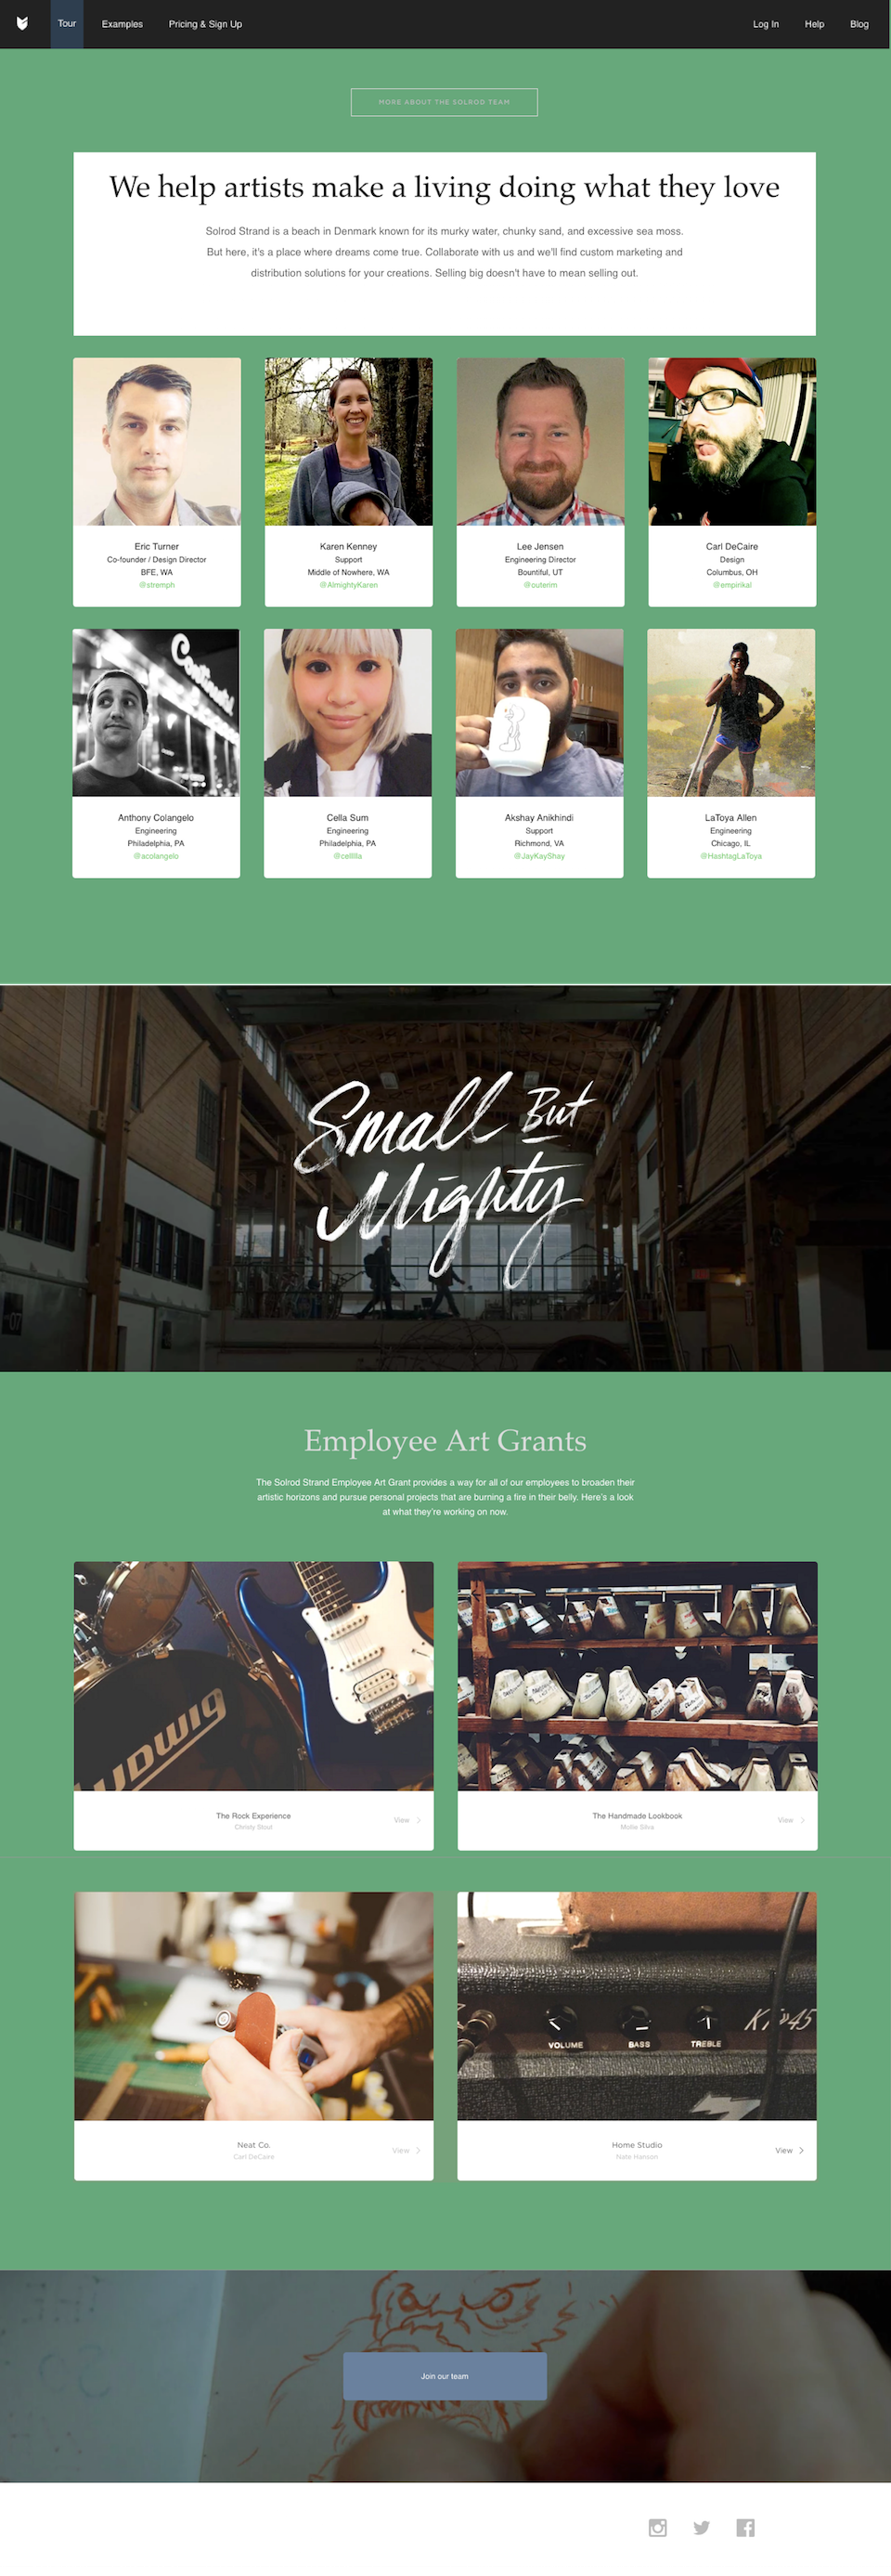 Tour Examples Pricing & Sign Up Log In Help Blog
MORE ABOUT THE SOLROD TEAM
We help artists make a living doing what they love
Solrod Strand is a beach in Denmark known for its murky water, chunky sand, and excessive sea moss.
But here, it's a place where dreams come true. Collaborate with us and we'll find custom marketing and
distribution solutions for your creations. Selling big doesn't have to mean selling out.
Eric Turner
Co-founder / Design Director
BFE, WA
@stremph
Karen Kenney
Support
Middle of Nowhere, WA
@AlmightyKaren
Lee Jensen
Engineering Director
Bountiful, UT
@outerim
Carl DeCaire
Design
Columbus, OH
@empirikal
Anthony Colangelo
Engineering
Philadelphia, PA
@acolangelo
Cella Sum
Engineering
Philadelphia, PA
@cellllla
Akshay Anikhindi
Support
Richmond, VA
@JayKayShay
LaToya Allen
Engineering
Chicago, IL
@HashtagLaToya
Small But
Mighty
Employee Art Grants
The Solrod Strand Employee Art Grant provides a way for all of our employees to broaden their
artistic horizons and pursue personal projects that are burning a fire in their belly. Here's a look
at what they're working on now.
UDWIG
The Rock Experience
Christy Stout
View
The Handmade Lookbook
Mollie Silva
View
VOLUME BASS TREBLE
Neat Co.
Carl DeCaire
View
Home Studio
Nate Hanson
View
Join our team